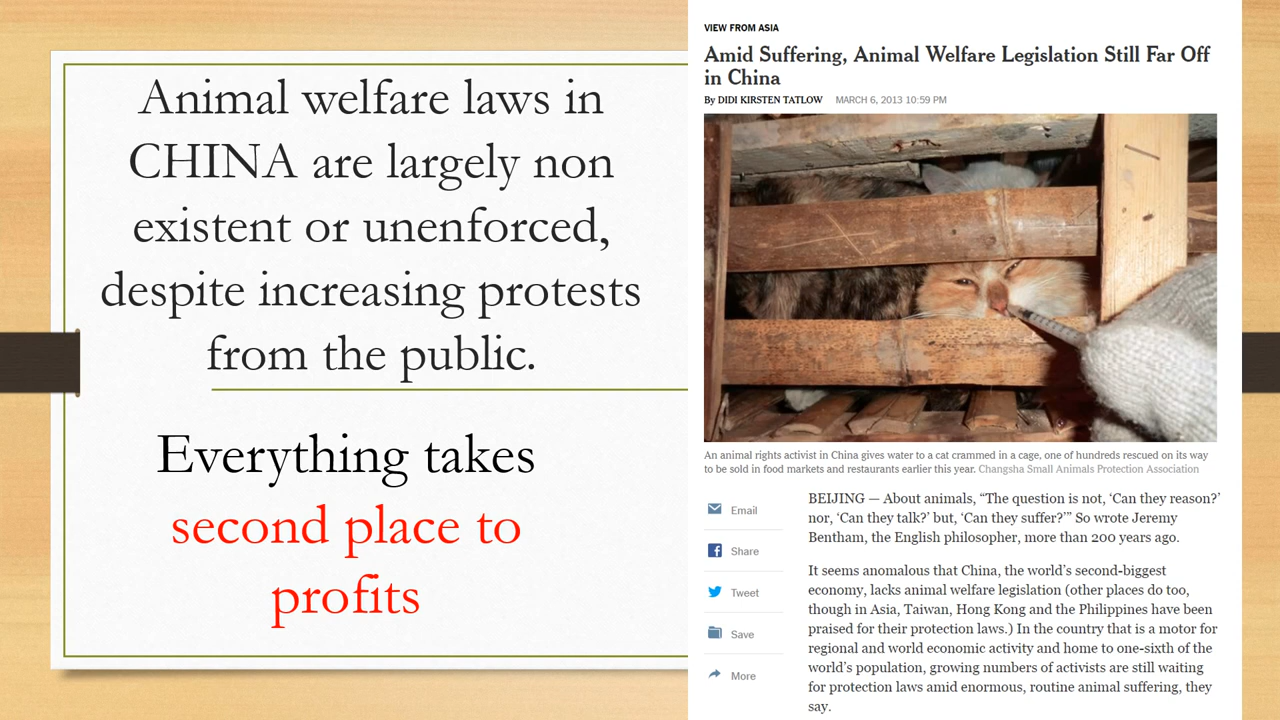 Animal welfare laws in
CHINA are largely non
existent or unenforced,
despite increasing protests
from the public.
Everything takes
second place to
profits
VIEW FROM ASIA
Amid Suffering, Animal Welfare Legislation Still Far Off
in China
By DIDI KIRSTEN TATLOW MARCH 6, 2013 10:59 PM
An animal rights activist in China gives water to a cat crammed in a cage, one of hundreds rescued on its way
to be sold in food markets and restaurants earlier this year. Changsha Small Animals Protection Association
Email
Share
Tweet
Save
More
BEIJING — About animals, “The question is not, ‘Can they reason?’
nor, ‘Can they talk?’ but, ‘Can they suffer?’” So wrote Jeremy
Bentham, the English philosopher, more than 200 years ago.
It seems anomalous that China, the world’s second-biggest
economy, lacks animal welfare legislation (other places do too,
though in Asia, Taiwan, Hong Kong and the Philippines have been
praised for their protection laws.) In the country that is a motor for
regional and world economic activity and home to one-sixth of the
world’s population, growing numbers of activists are still waiting
for protection laws amid enormous, routine animal suffering, they
say.